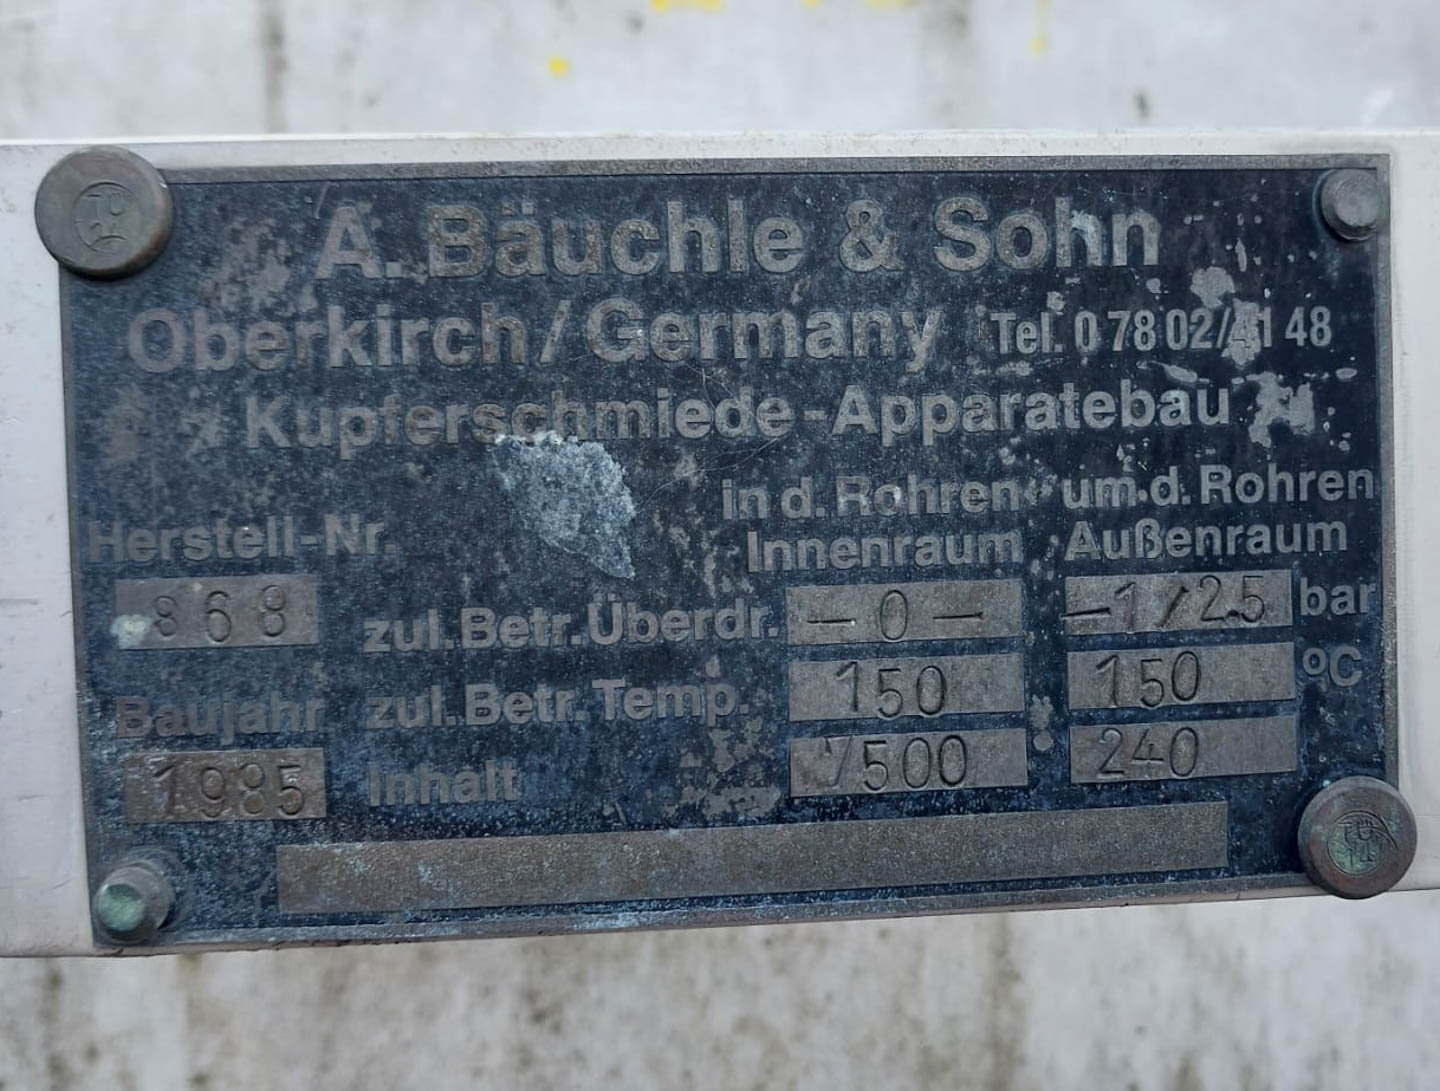 A. Bäuchle & Sohn
Oberkirch/Germany Tel. 0 78 02/41 48
Kupferschmiede-Apparatebau
in d. Rohren um d. Rohren
Herstell-Nr. Innenraum Außenraum
868 zul. Betr. Überdr. – 0 – –1/2.5 bar
zul. Betr. Temp. 150 150 °C
Baujahr
1985 Inhalt 7500 240